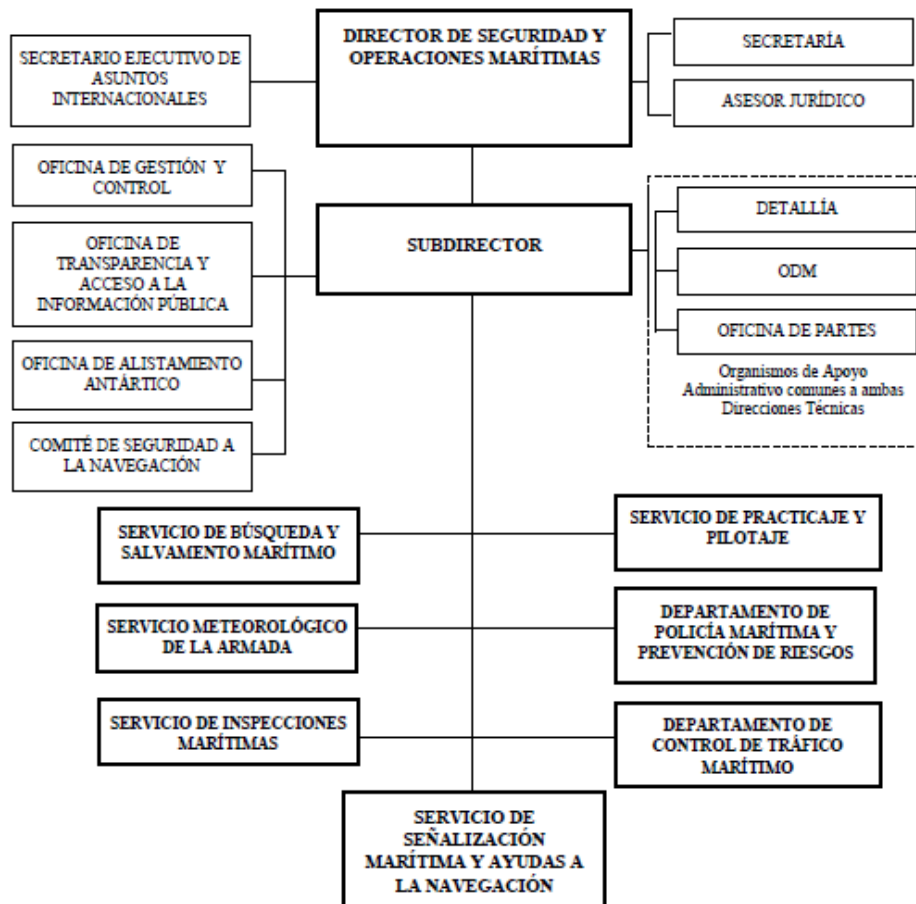 DIRECTOR DE SEGURIDAD Y
OPERACIONES MARÍTIMAS
SECRETARIO EJECUTIVO DE
ASUNTOS
INTERNACIONALES
SECRETARÍA
ASESOR JURÍDICO
OFICINA DE GESTIÓN Y
CONTROL
OFICINA DE
TRANSPARENCIA Y
ACCESO A LA
INFORMACIÓN PÚBLICA
OFICINA DE ALISTAMIENTO
ANTÁRTICO
COMITÉ DE SEGURIDAD A
LA NAVEGACIÓN
SUBDIRECTOR
DETALLÍA
ODM
OFICINA DE PARTES
Organismos de Apoyo
Administrativo comunes a ambas
Direcciones Técnicas
SERVICIO DE BÚSQUEDA Y
SALVAMENTO MARÍTIMO
SERVICIO DE PRACTICAJE Y
PILOTAJE
SERVICIO METEOROLÓGICO
DE LA ARMADA
DEPARTAMENTO DE
POLICÍA MARÍTIMA Y
PREVENCIÓN DE RIESGOS
SERVICIO DE INSPECCIONES
MARÍTIMAS
DEPARTAMENTO DE
CONTROL DE TRÁFICO
MARÍTIMO
SERVICIO DE
SEÑALIZACIÓN
MARÍTIMA Y AYUDAS A
LA NAVEGACIÓN